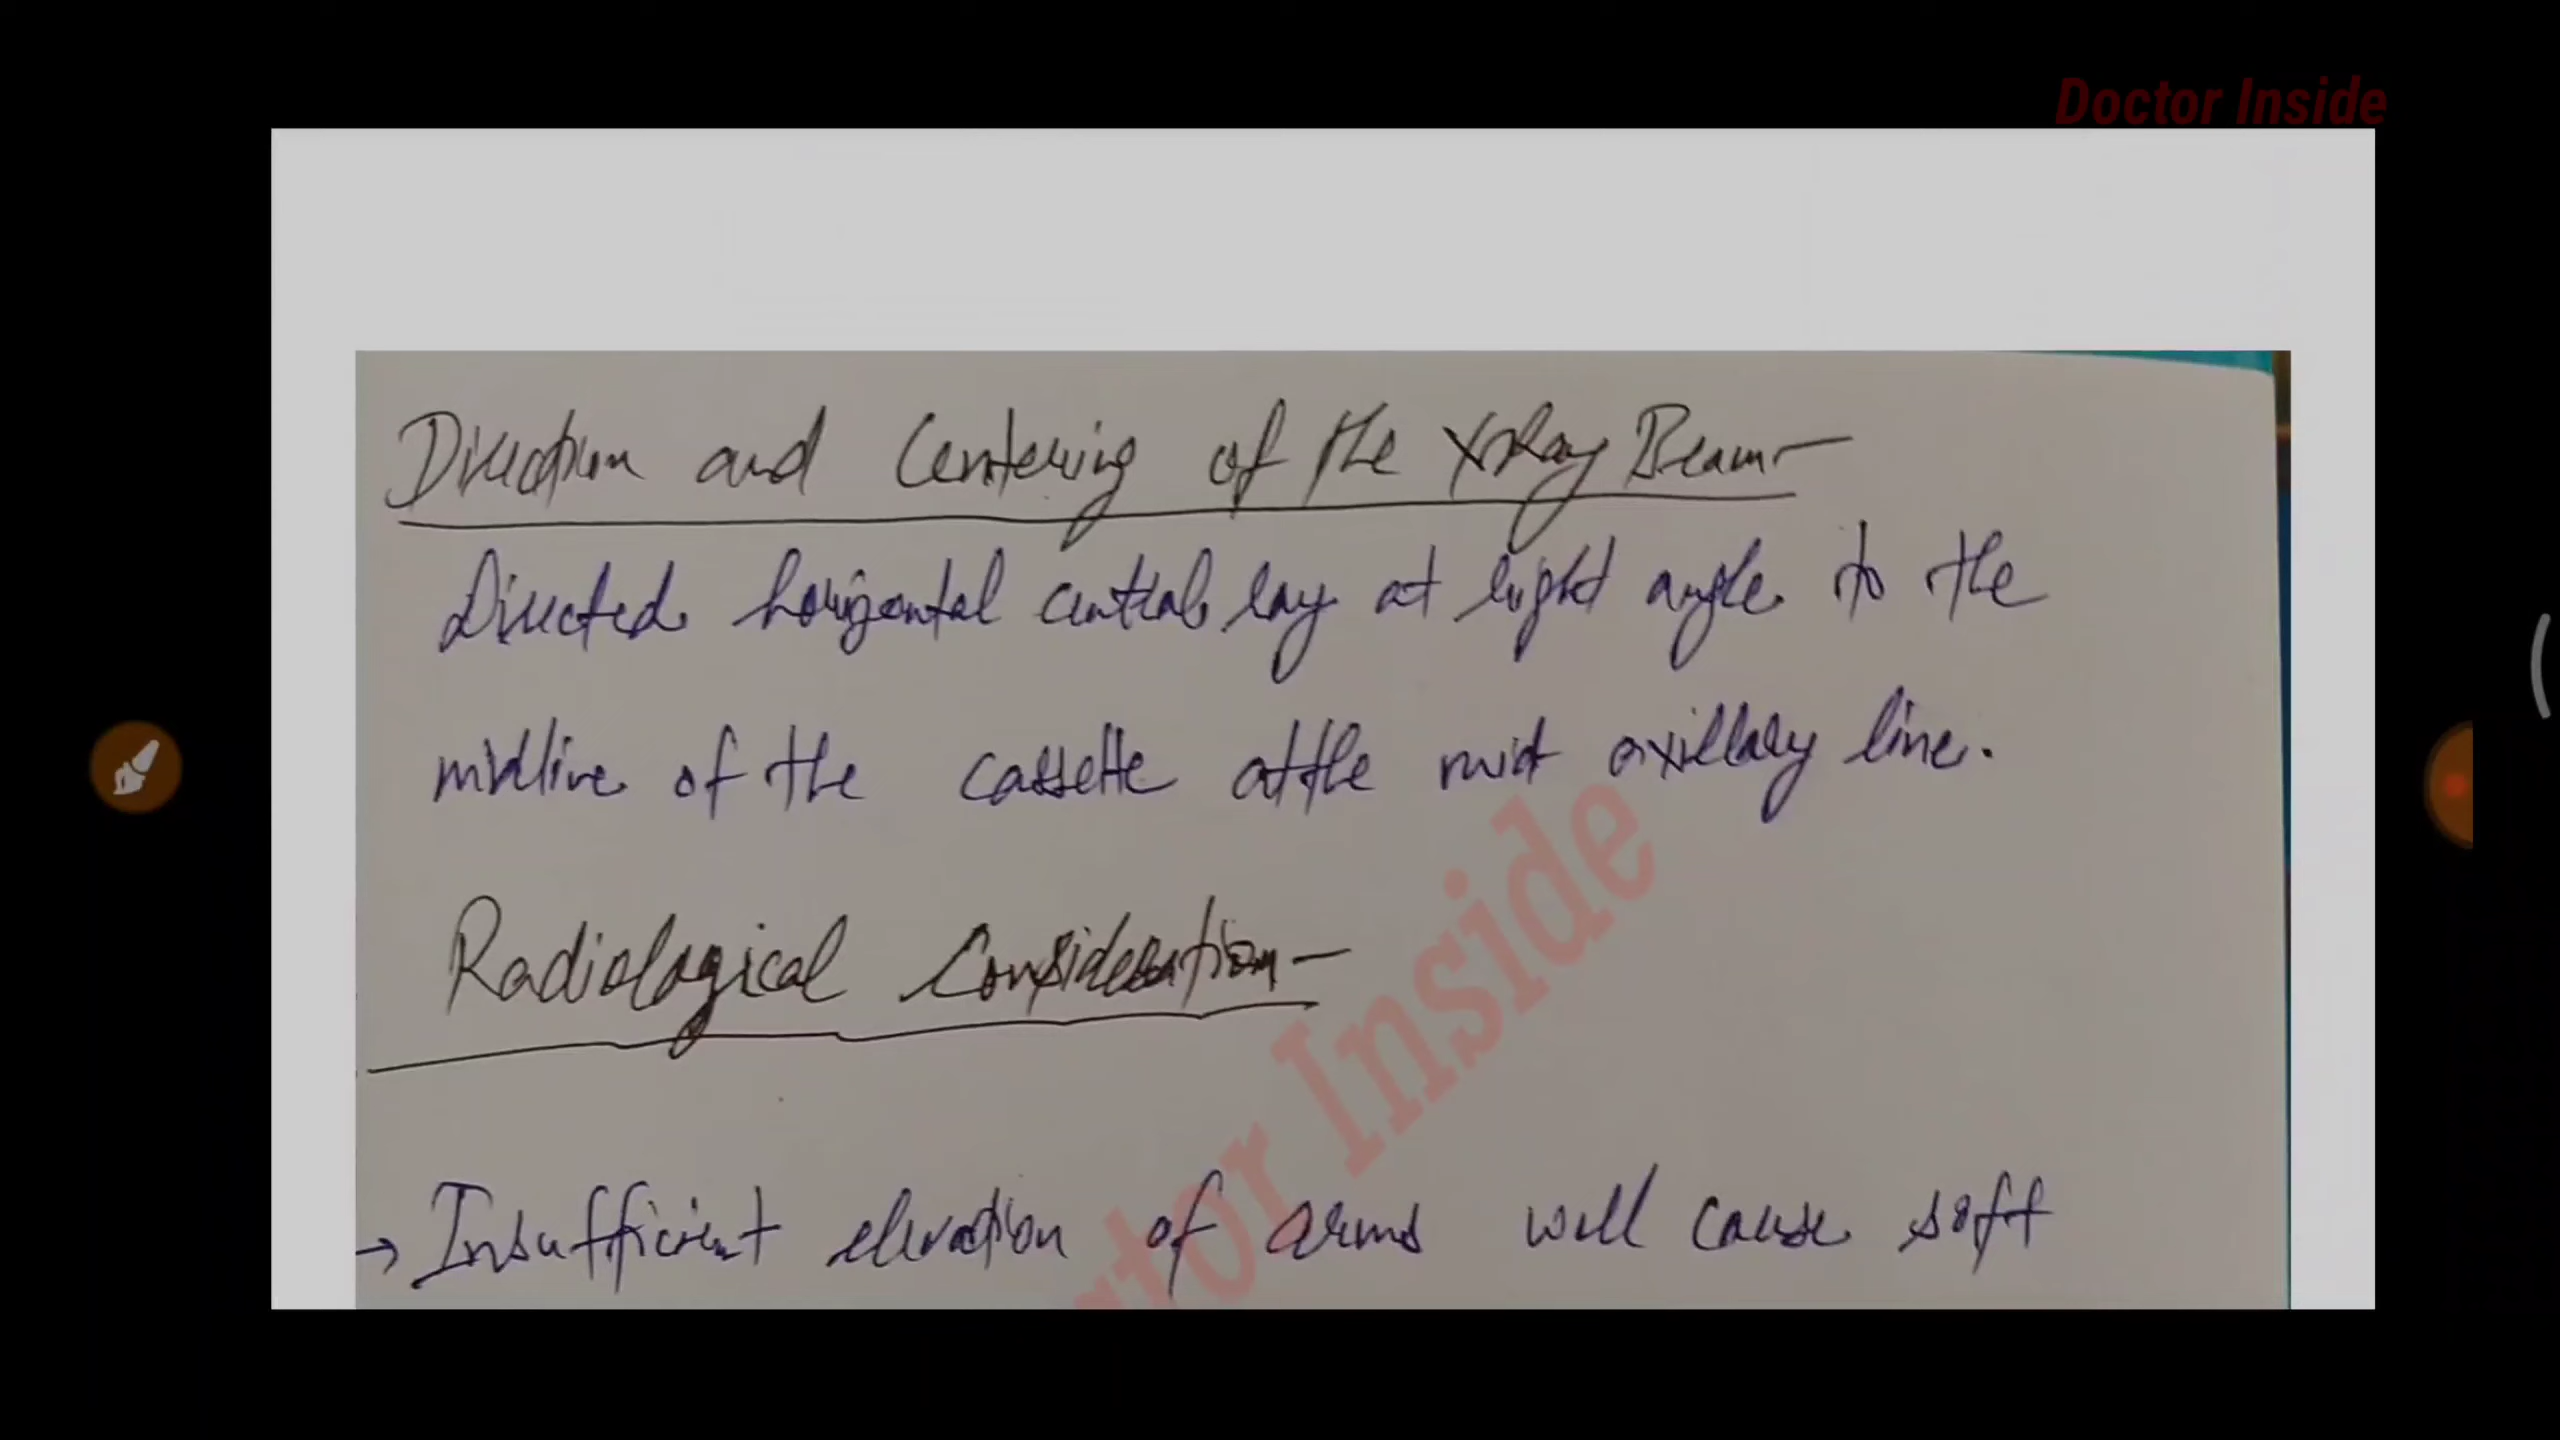 Doctor Inside
Direction and Centering of the X Ray Beam-
Directed horizontal central ray at right angle to the
midline of the cassette at the mid axillary line.
Radiological Consideration-
→ Insufficient elevation of arms will cause soft
tor Inside